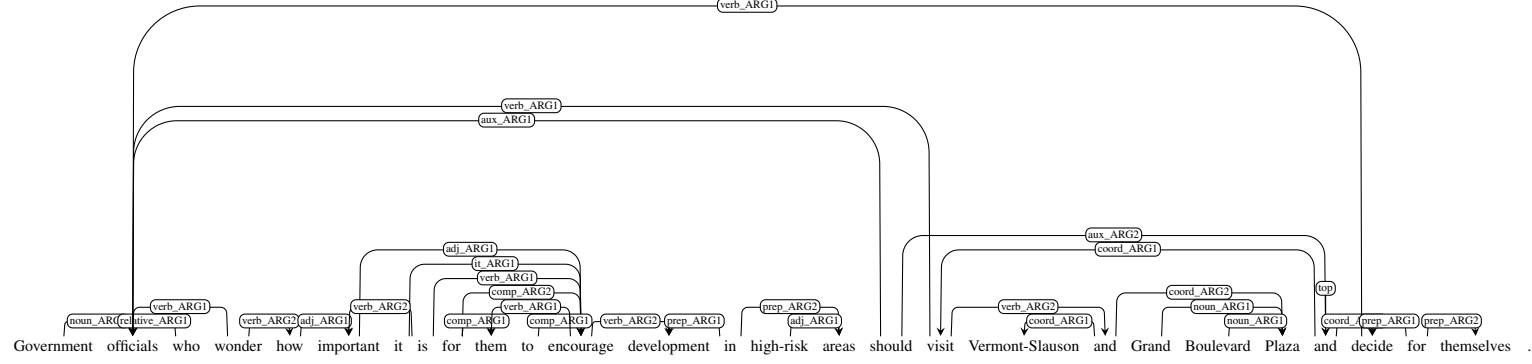 verb_ARG1
verb_ARG1
aux_ARG1
aux_ARG2
adj_ARG1 coord_ARG1
it_ARG1
verb_ARG1
comp_ARG2 coord_ARG2 top
verb_ARG1 verb_ARG2 verb_ARG1 prep_ARG2 verb_ARG2 noun_ARG1
relative_ARG1 verb_ARG2 adj_ARG1 comp_ARG1 comp_ARG1 verb_ARG2 prep_ARG1 adj_ARG1 coord_ARG1 noun_ARG1 prep_ARG1 prep_ARG2
Government officials who wonder how important it is for them to encourage development in high-risk areas should visit Vermont-Slauson and Grand Boulevard Plaza and decide for themselves .